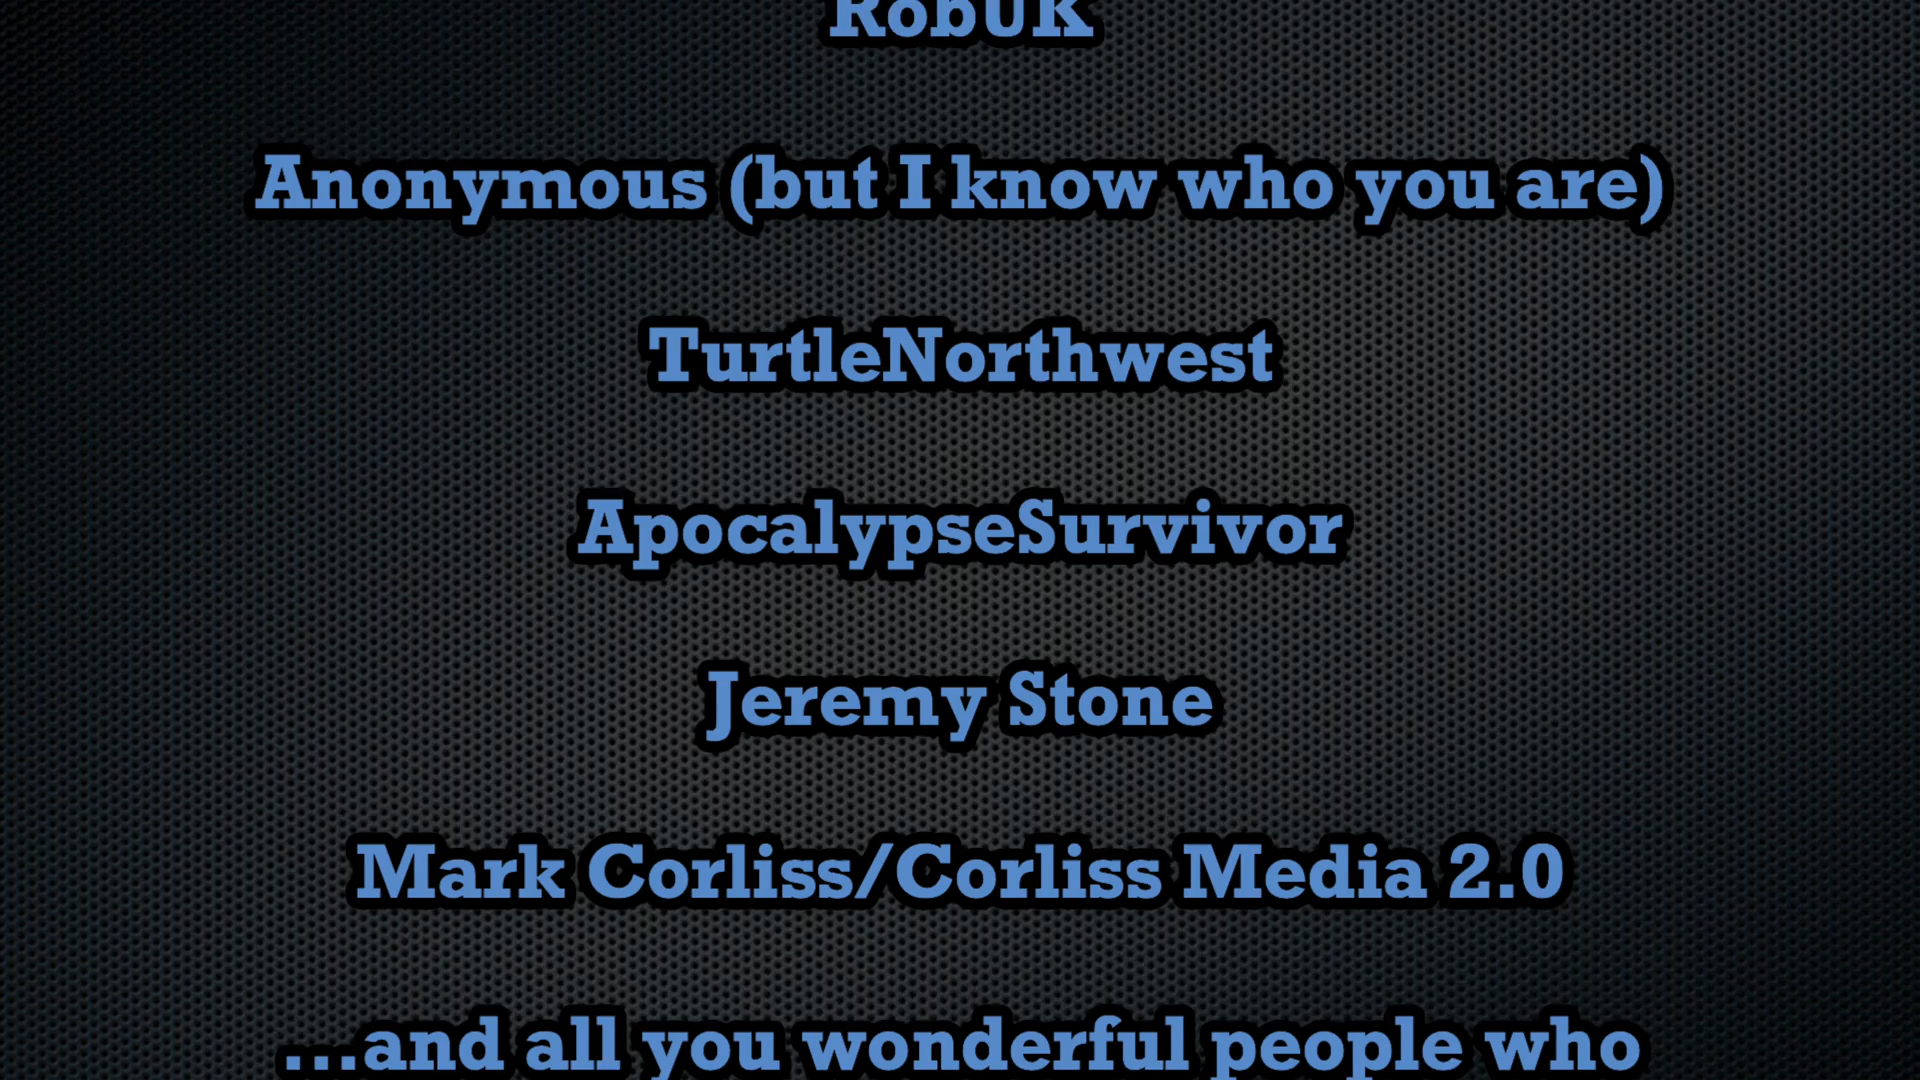 RobUK
Anonymous (but I know who you are)
TurtleNorthwest
ApocalypseSurvivor
Jeremy Stone
Mark Corliss/Corliss Media 2.0
...and all you wonderful people who